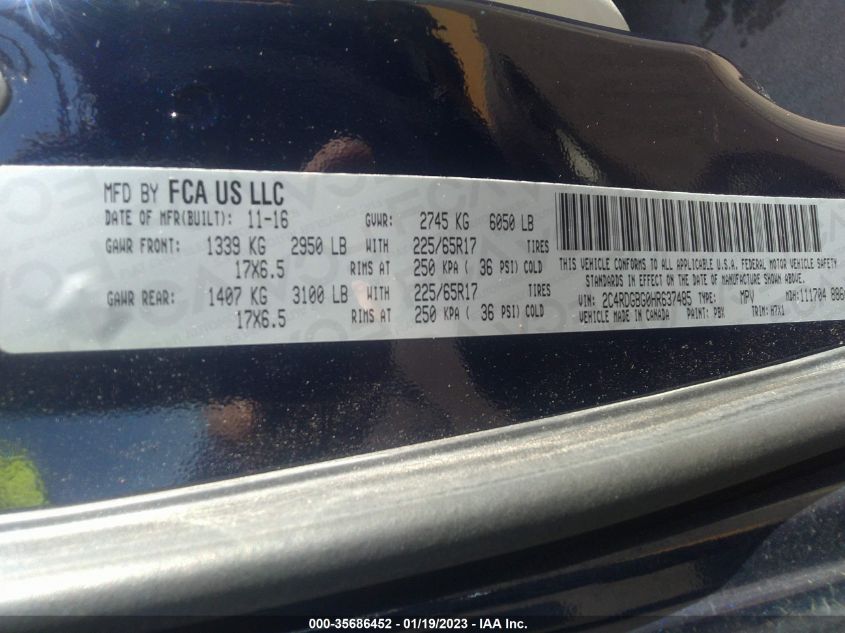 MFD BY FCA US LLC
DATE OF MFR(BUILT): 11-16 GVWR: 2745 KG 6050 LB
GAWR FRONT: 1339 KG 2950 LB WITH 225/65R17 TIRES
17X6.5 RIMS AT 250 KPA ( 36 PSI) COLD
GAWR REAR: 1407 KG 3100 LB WITH 225/65R17 TIRES
17X6.5 RIMS AT 250 KPA ( 36 PSI) COLD
THIS VEHICLE CONFORMS TO ALL APPLICABLE U.S.A. FEDERAL MOTOR VEHICLE SAFETY
STANDARDS IN EFFECT ON THE DATE OF MANUFACTURE SHOWN ABOVE.
VIN: 2C4RDGBG0HR637485 TYPE: MPV MDH: 111704
VEHICLE MADE IN CANADA PAINT: PBX TRIM: H7X1
000-35686452 - 01/19/2023 - IAA Inc.